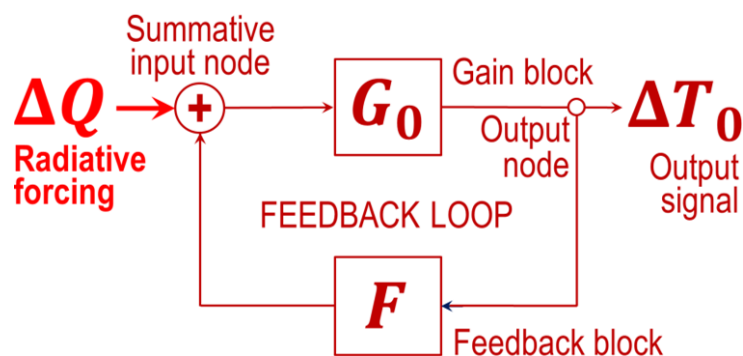 Summative
input node
ΔQ
Radiative
forcing
+
G₀
Gain block
Output
node
ΔT₀
Output
signal
FEEDBACK LOOP
F
Feedback block